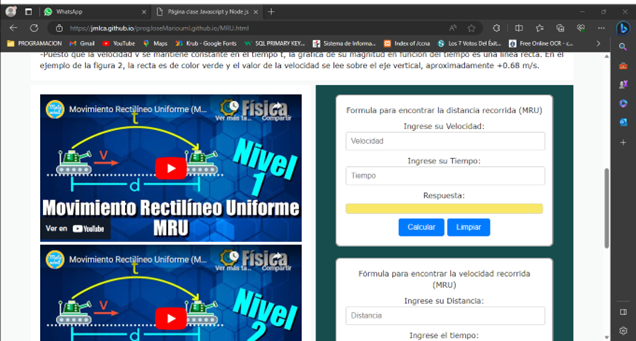 WhatsApp
Página clase Javascript y Node.js
https://jmlca.github.io/progJoseMariouml.github.io/MRU.html
PROGRAMACION
Gmail
YouTube
Maps
Krub - Google Fonts
SQL PRIMARY KEY...
Sistema de Informa...
Index of /ccna
Los 7 Votos Del Éxit...
Free Online OCR - c...
-Puesto que la velocidad v se mantiene constante en el tiempo t, la gráfica de su magnitud en función del tiempo es una línea recta. En el
ejemplo de la figura 2, la recta es de color verde y el valor de la velocidad se lee sobre el eje vertical, aproximadamente +0.68 m/s.
Movimiento Rectilíneo Uniforme (M...
Física
Ver más ta...
Compartir
t
V
d
Nivel
1
Movimiento Rectilíneo Uniforme
MRU
Ver en YouTube
Movimiento Rectilíneo Uniforme (M...
Física
Ver más ta...
Compartir
t
V
d
Nivel
2
Formula para encontrar la distancia recorrida (MRU)
Ingrese su Velocidad:
Velocidad
Ingrese su Tiempo:
Tiempo
Respuesta:
Calcular
Limpiar
Fórmula para encontrar la velocidad recorrida
(MRU)
Ingrese su Distancia:
Distancia
Ingrese el tiempo: